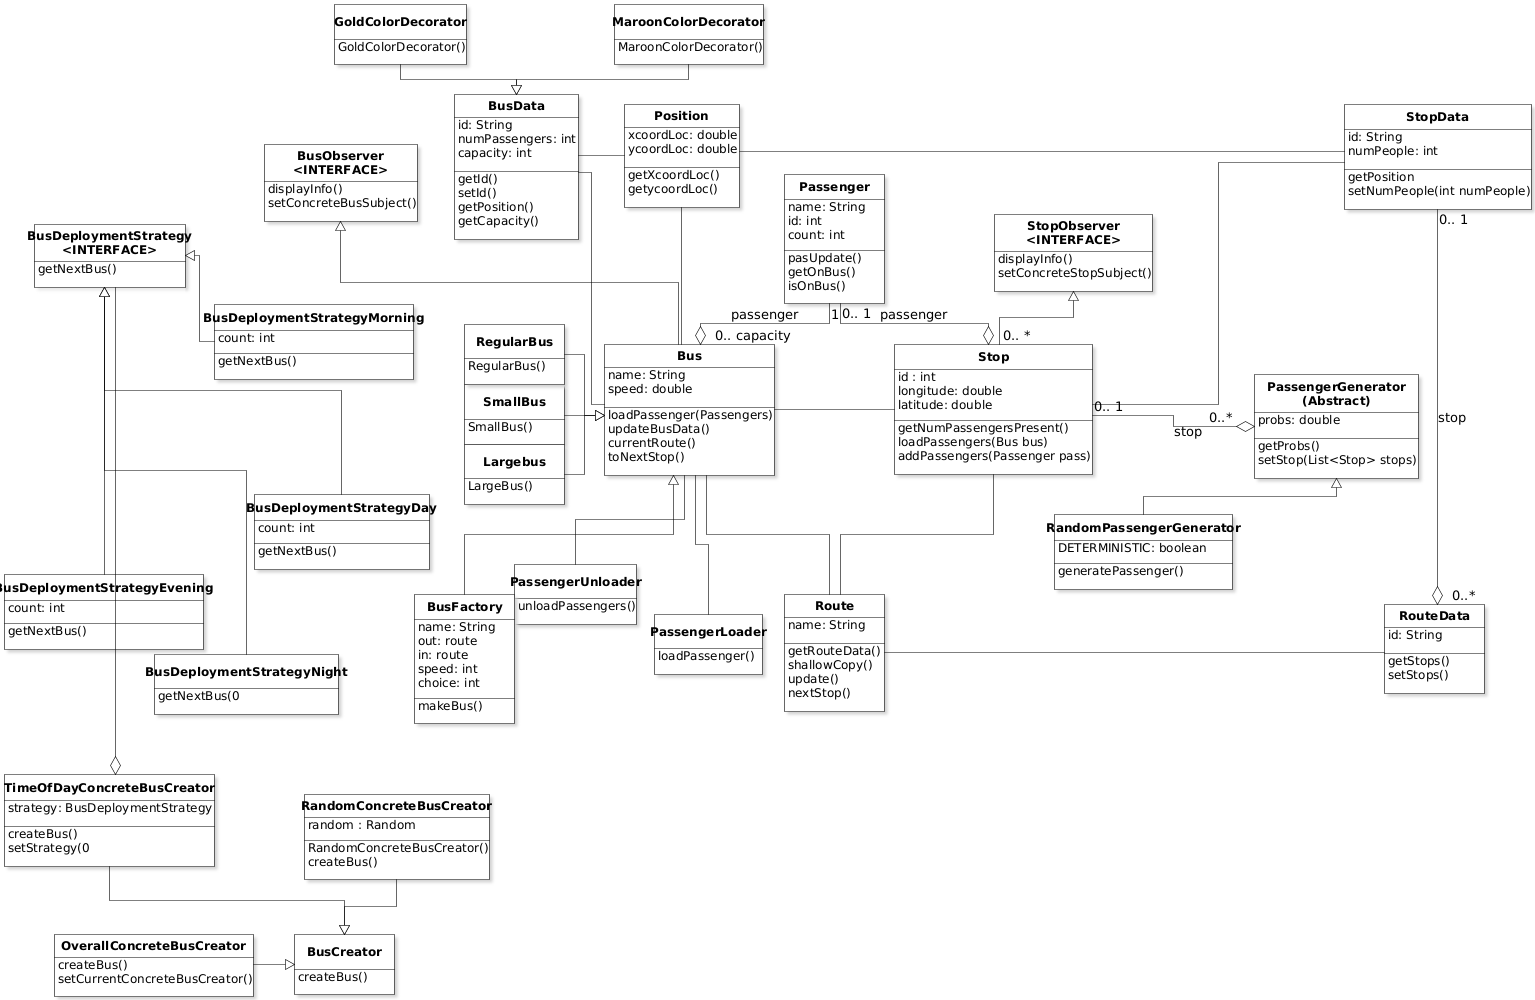 GoldColorDecorator
GoldColorDecorator()
MaroonColorDecorator
MaroonColorDecorator()
BusData
id: String
numPassengers: int
capacity: int
getId()
setId()
getPosition()
getCapacity()
Position
xcoordLoc: double
ycoordLoc: double
getXcoordLoc()
getycoordLoc()
StopData
id: String
numPeople: int
getPosition
setNumPeople(int numPeople)
0.. 1
BusObserver
<INTERFACE>
displayInfo()
setConcreteBusSubject()
Passenger
name: String
id: int
count: int
pasUpdate()
getOnBus()
isOnBus()
StopObserver
<INTERFACE>
displayInfo()
setConcreteStopSubject()
BusDeploymentStrategy
<INTERFACE>
getNextBus()
BusDeploymentStrategyMorning
count: int
getNextBus()
passenger
1
0.. 1
passenger
0.. capacity
0.. *
RegularBus
RegularBus()
SmallBus
SmallBus()
Largebus
LargeBus()
Bus
name: String
speed: double
loadPassenger(Passengers)
updateBusData()
currentRoute()
toNextStop()
Stop
id : int
longitude: double
latitude: double
getNumPassengersPresent()
loadPassengers(Bus bus)
addPassengers(Passenger pass)
0.. 1
stop
0..*
PassengerGenerator
(Abstract)
probs: double
getProbs()
setStop(List<Stop> stops)
stop
BusDeploymentStrategyDay
count: int
getNextBus()
RandomPassengerGenerator
DETERMINISTIC: boolean
generatePassenger()
BusDeploymentStrategyEvening
count: int
getNextBus()
PassengerUnloader
unloadPassengers()
BusFactory
name: String
out: route
in: route
speed: int
choice: int
makeBus()
PassengerLoader
loadPassenger()
Route
name: String
getRouteData()
shallowCopy()
update()
nextStop()
0..*
RouteData
id: String
getStops()
setStops()
BusDeploymentStrategyNight
getNextBus(0
TimeOfDayConcreteBusCreator
strategy: BusDeploymentStrategy
createBus()
setStrategy(0
RandomConcreteBusCreator
random : Random
RandomConcreteBusCreator()
createBus()
OverallConcreteBusCreator
createBus()
setCurrentConcreteBusCreator()
BusCreator
createBus()